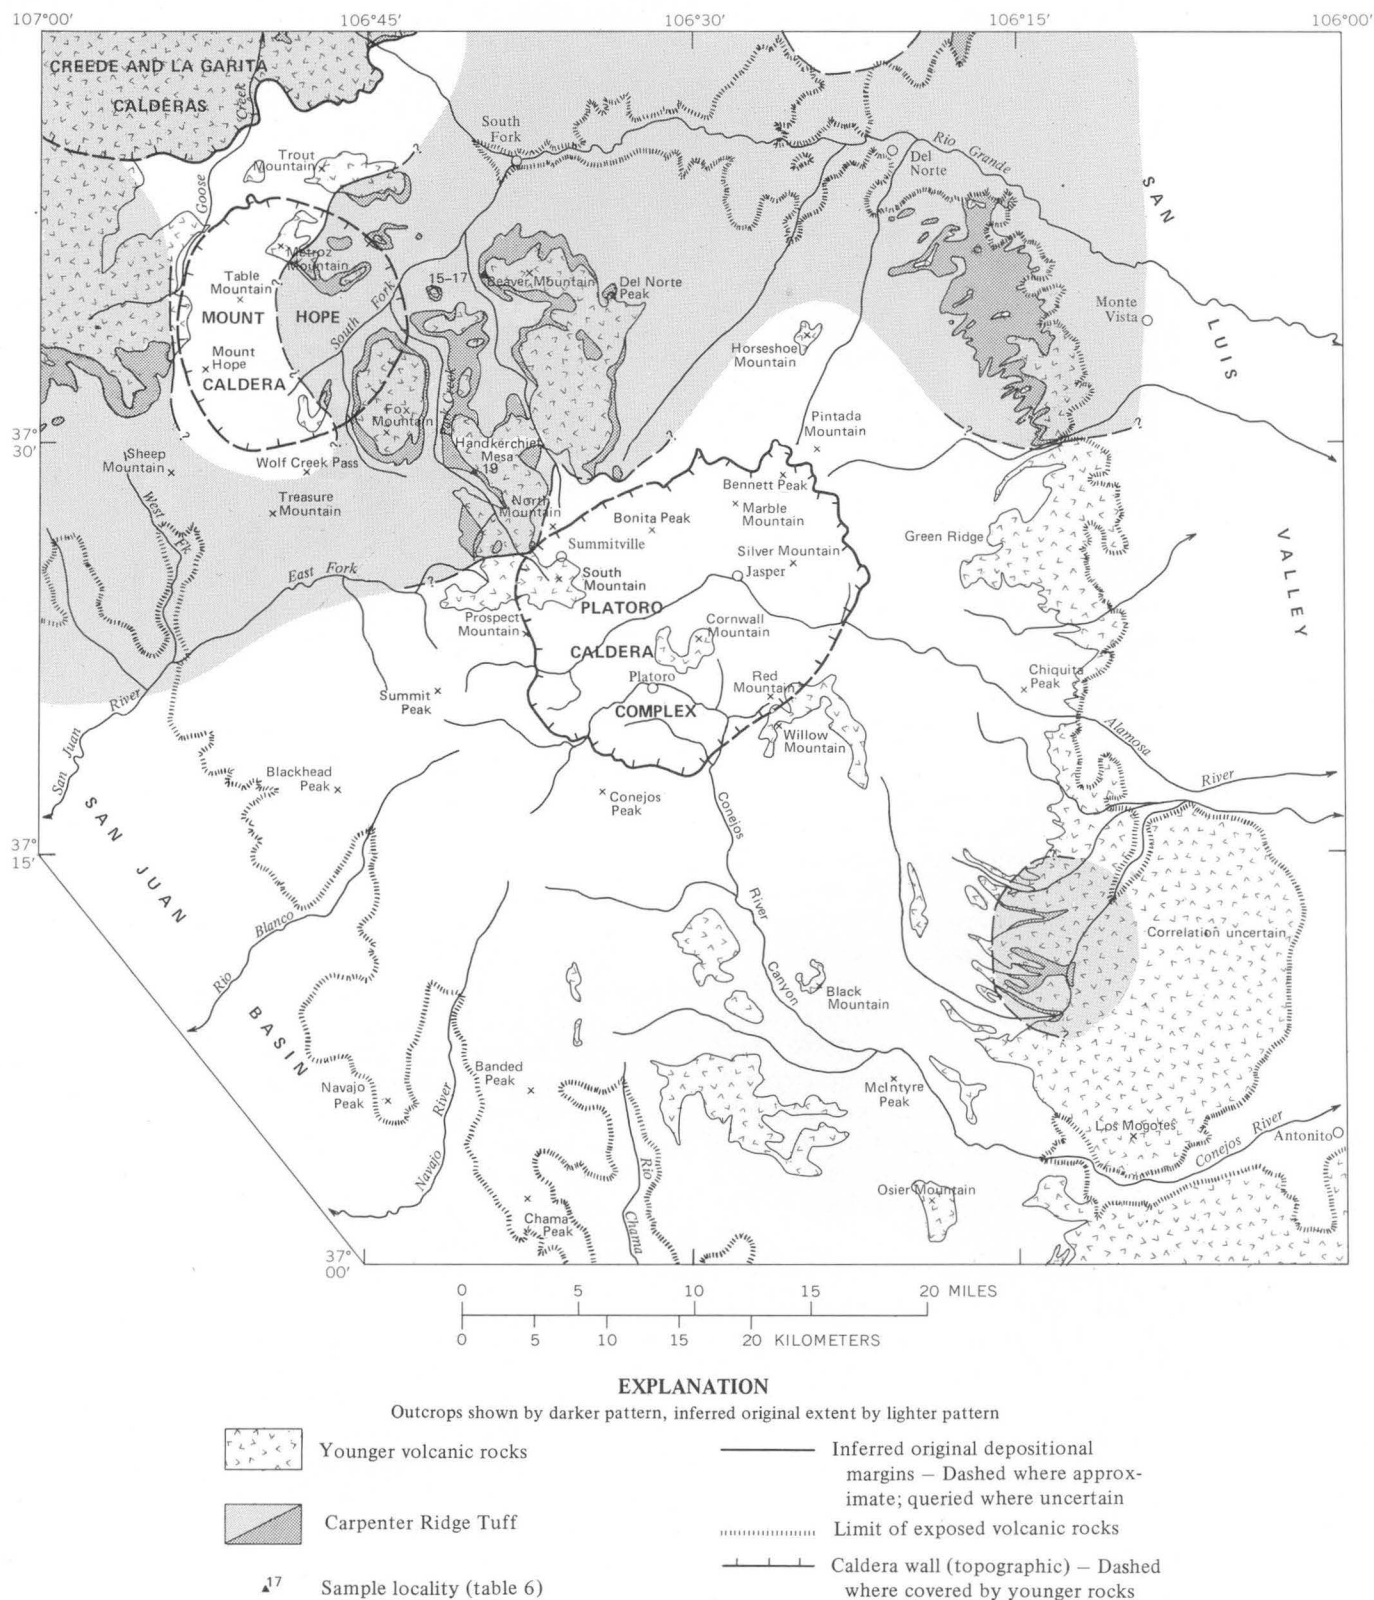 107°00′
106°45′
106°30′
106°15′
106°00′
CREEDE AND LA GARITA
CALDERAS
Creek
Goose
Trout
Mountain
South
Fork
Del
Norte
Rio Grande
SAN
LUIS
VALLEY
Metroz
Mountain
Table
Mountain
MOUNT
HOPE
CALDERA
Mount
Hope
South
Fork
15–17
Beaver Mountain
Del Norte
Peak
Monte
Vista
Horseshoe
Mountain
Pintada
Mountain
Fox
Mountain
Park Creek
Handkerchief
Mesa
19
?
?
?
?
?
?
?
?
37°
30′
Sheep
Mountain
Wolf Creek Pass
Treasure
Mountain
West
Fk
East Fork
North
Mountain
Bonita Peak
Bennett Peak
Marble
Mountain
Summitville
Silver Mountain
Jasper
Green Ridge
South
Mountain
PLATORO
CALDERA
COMPLEX
Prospect
Mountain
Cornwall
Mountain
Platoro
Red
Mountain
Willow
Mountain
Chiquita
Peak
Summit
Peak
San Juan
River
Alamosa
River
Blackhead
Peak
Conejos
Peak
37°
15′
SAN JUAN
BASIN
Rio
Blanco
Conejos
River
Canyon
Correlation uncertain
Black
Mountain
Banded
Peak
Navajo
Peak
Navajo
River
McIntyre
Peak
Los Mogotes
Conejos River
Antonito
Osier Mountain
Chama
Peak
Rio
Chama
37°
00′
0 5 10 15 20 MILES
0 5 10 15 20 KILOMETERS
EXPLANATION
Outcrops shown by darker pattern, inferred original extent by lighter pattern
Younger volcanic rocks
Carpenter Ridge Tuff
17
Sample locality (table 6)
Inferred original depositional
margins – Dashed where approx-
imate; queried where uncertain
Limit of exposed volcanic rocks
Caldera wall (topographic) – Dashed
where covered by younger rocks